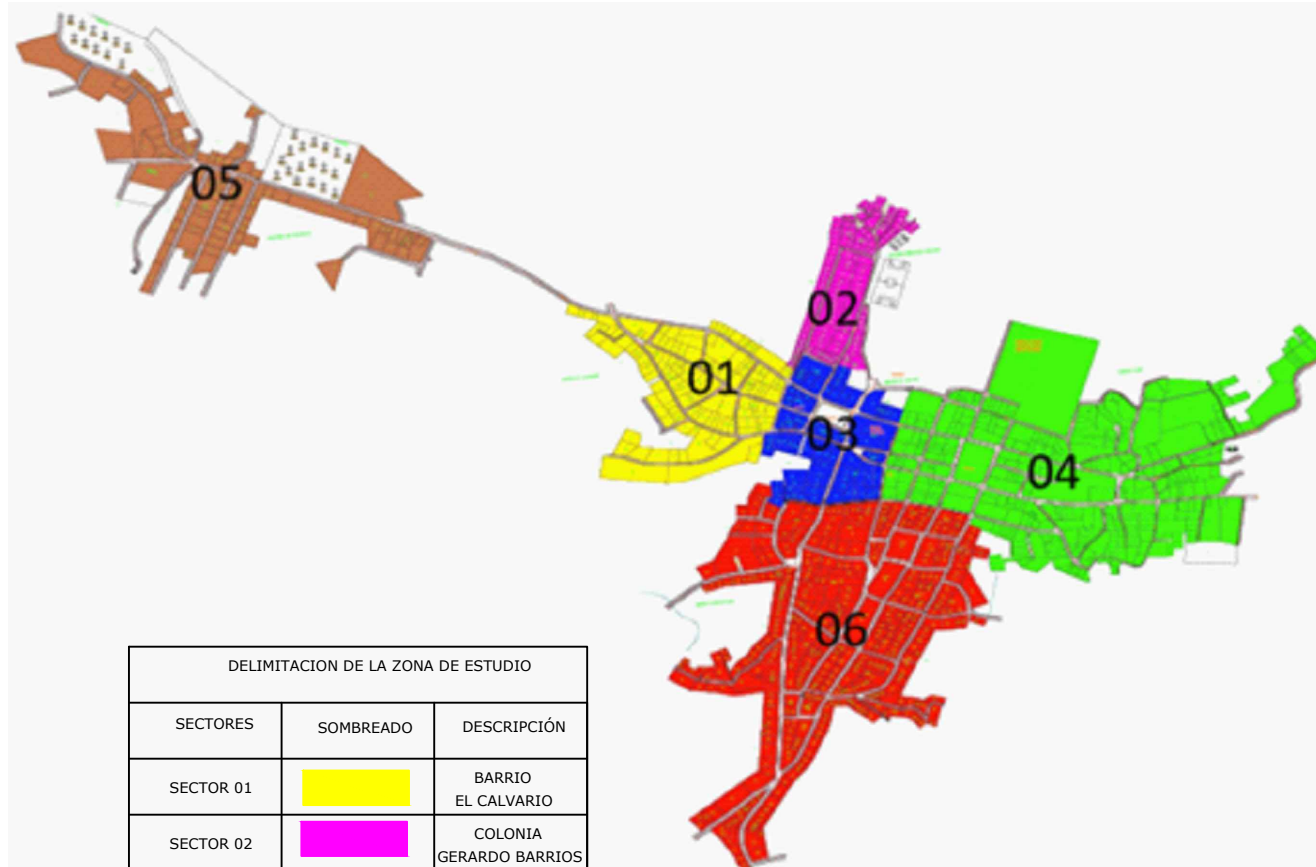 05
02
01
03
04
06
DELIMITACION DE LA ZONA DE ESTUDIO
SECTORES
SOMBREADO
DESCRIPCIÓN
SECTOR 01
BARRIO
EL CALVARIO
SECTOR 02
COLONIA
GERARDO BARRIOS